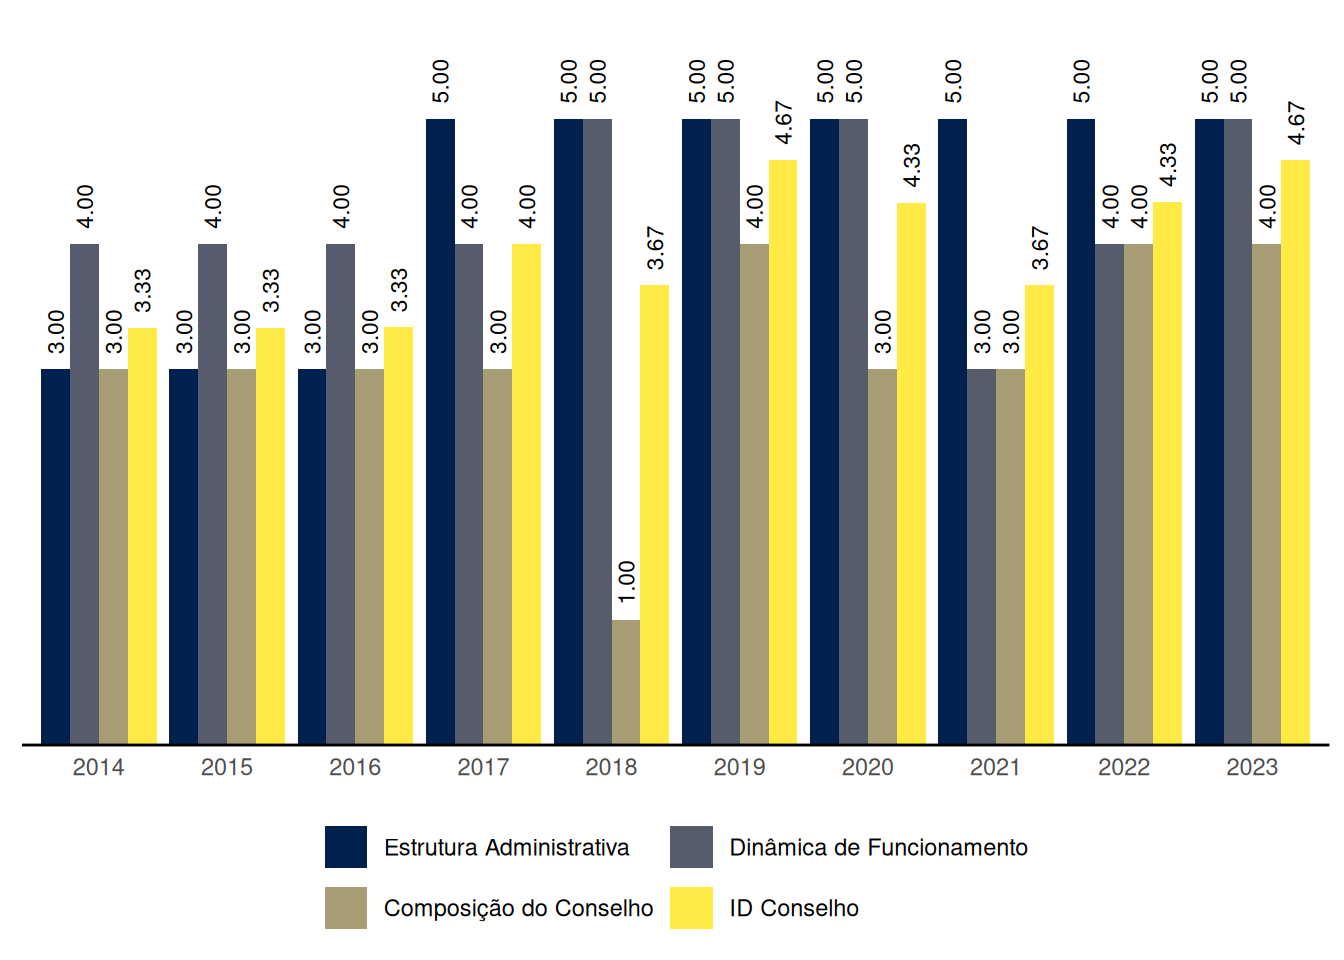 5.00 5.00 5.00 5.00 5.00 5.00 5.00 5.00 5.00 5.00
4.67 4.67
4.33 4.33
4.00 4.00 4.00 4.00 4.00 4.00 4.00 4.00 4.00
3.67 3.67
3.33 3.33 3.33
3.00 3.00 3.00 3.00 3.00 3.00 3.00 3.00 3.00 3.00
1.00
2014 2015 2016 2017 2018 2019 2020 2021 2022 2023
Estrutura Administrativa Dinâmica de Funcionamento
Composição do Conselho ID Conselho